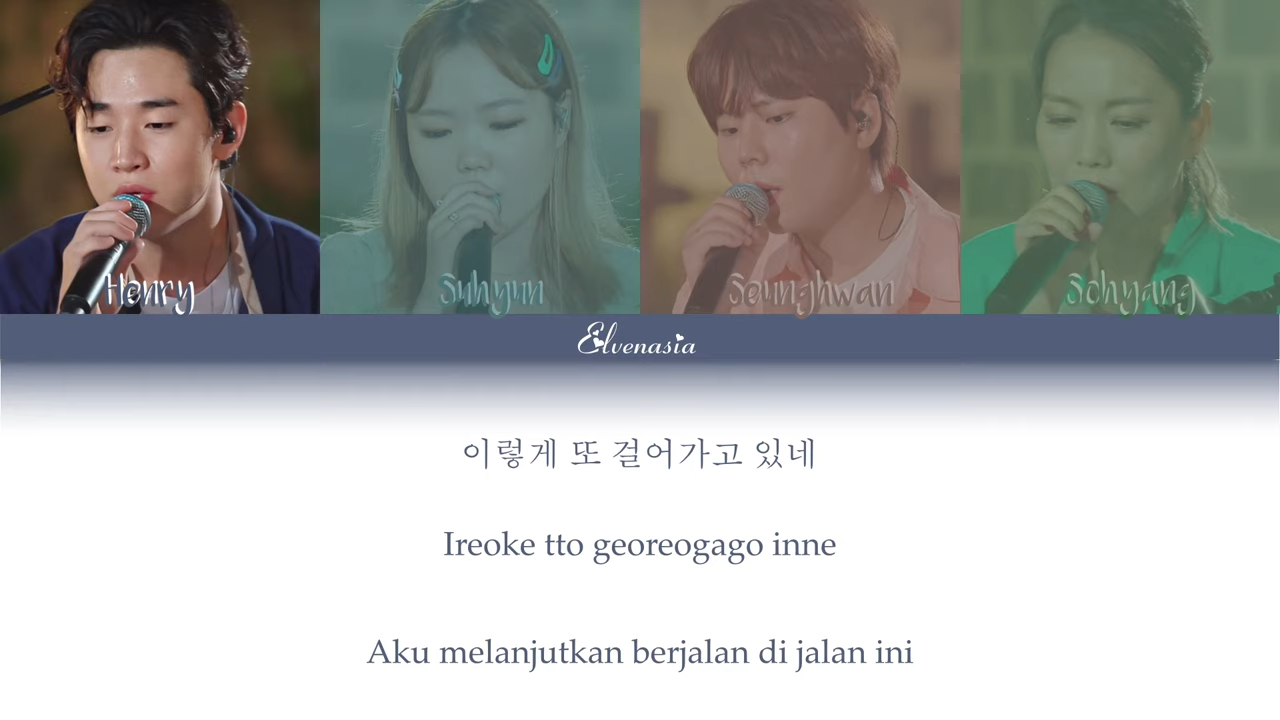 Henry
Suhyun
Seunghwan
Sohyang
Elvenasia
이렇게 또 걸어가고 있네
Ireoke tto georeogago inne
Aku melanjutkan berjalan di jalan ini